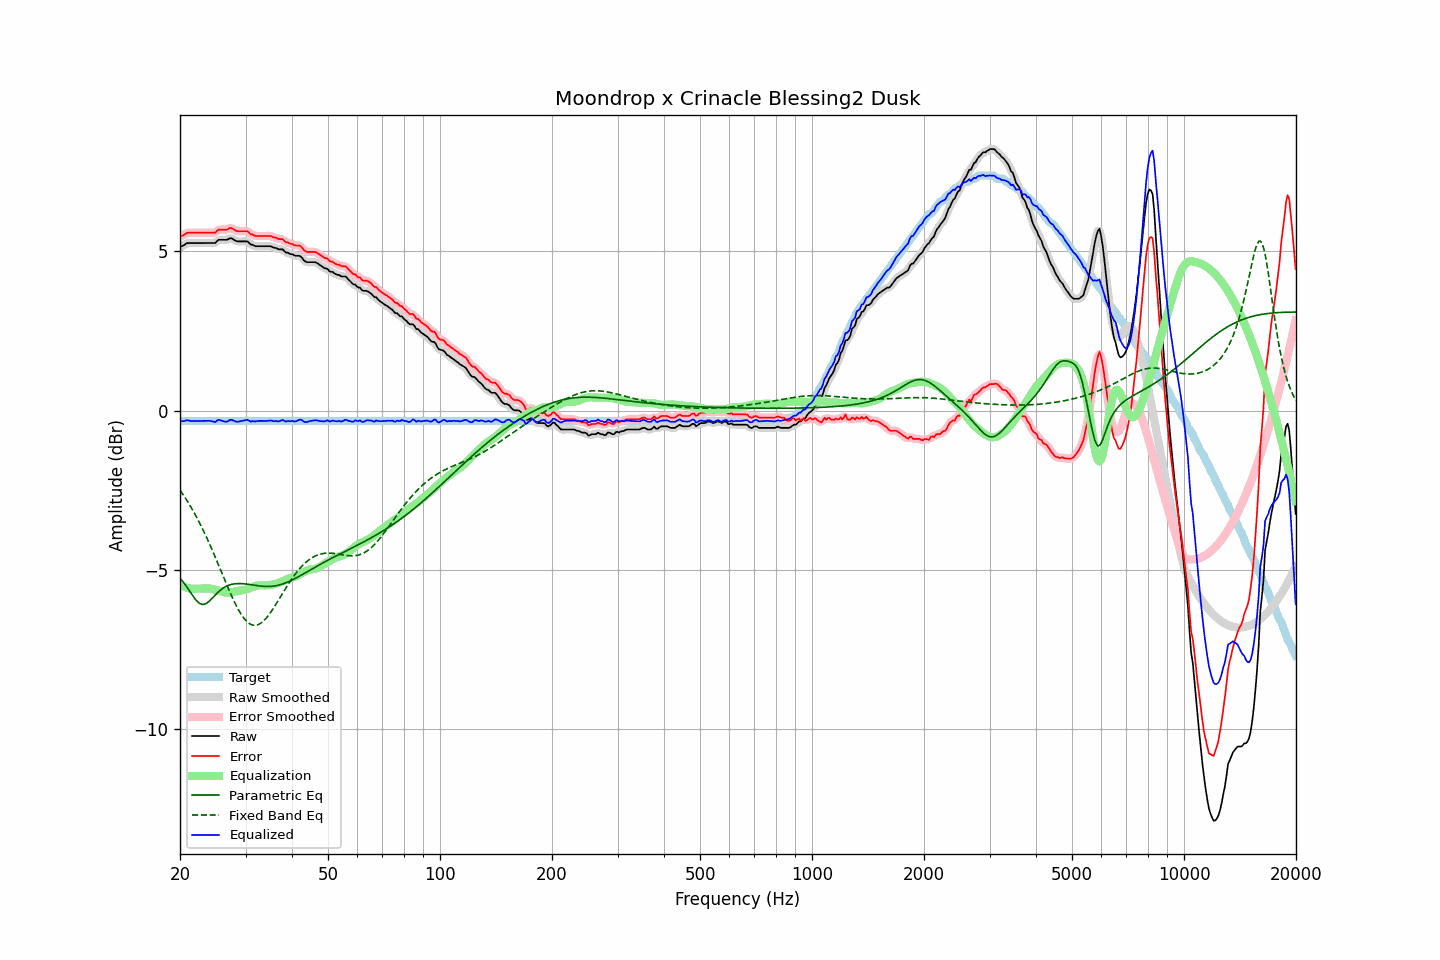 Moondrop x Crinacle Blessing2 Dusk
Amplitude (dBr)
5
0
−5
−10
Target
Raw Smoothed
Error Smoothed
Raw
Error
Equalization
Parametric Eq
Fixed Band Eq
Equalized
20 50 100 200 500 1000 2000 5000 10000 20000
Frequency (Hz)